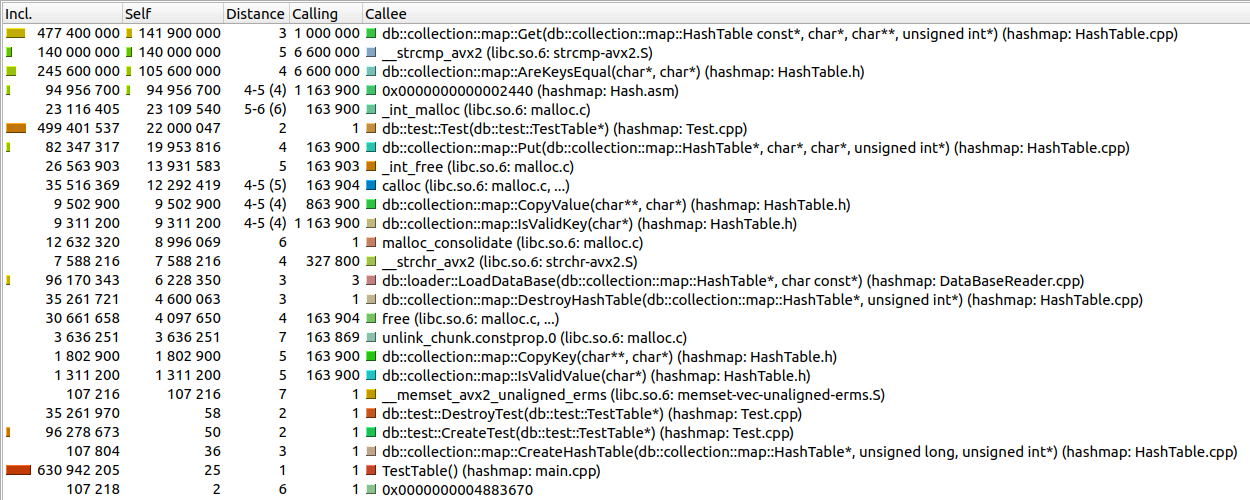 Incl. Self Distance Calling Callee
477 400 000 141 900 000 3 1 000 000 db::collection::map::Get(db::collection::map::HashTable const*, char*, char**, unsigned int*) (hashmap: HashTable.cpp)
140 000 000 140 000 000 5 6 600 000 __strcmp_avx2 (libc.so.6: strcmp-avx2.S)
245 600 000 105 600 000 4 6 600 000 db::collection::map::AreKeysEqual(char*, char*) (hashmap: HashTable.h)
94 956 700 94 956 700 4-5 (4) 1 163 900 0x0000000000002440 (hashmap: Hash.asm)
23 116 405 23 109 540 5-6 (6) 163 900 _int_malloc (libc.so.6: malloc.c)
499 401 537 22 000 047 2 1 db::test::Test(db::test::TestTable*) (hashmap: Test.cpp)
82 347 317 19 953 816 4 163 900 db::collection::map::Put(db::collection::map::HashTable*, char*, char*, unsigned int*) (hashmap: HashTable.cpp)
26 563 903 13 931 583 5 163 903 _int_free (libc.so.6: malloc.c)
35 516 369 12 292 419 4-5 (5) 163 904 calloc (libc.so.6: malloc.c, ...)
9 502 900 9 502 900 4-5 (4) 863 900 db::collection::map::CopyValue(char**, char*) (hashmap: HashTable.h)
9 311 200 9 311 200 4-5 (4) 1 163 900 db::collection::map::IsValidKey(char*) (hashmap: HashTable.h)
12 632 320 8 996 069 6 1 malloc_consolidate (libc.so.6: malloc.c)
7 588 216 7 588 216 4 327 800 __strchr_avx2 (libc.so.6: strchr-avx2.S)
96 170 343 6 228 350 3 3 db::loader::LoadDataBase(db::collection::map::HashTable*, char const*) (hashmap: DataBaseReader.cpp)
35 261 721 4 600 063 3 1 db::collection::map::DestroyHashTable(db::collection::map::HashTable*, unsigned int*) (hashmap: HashTable.cpp)
30 661 658 4 097 650 4 163 904 free (libc.so.6: malloc.c, ...)
3 636 251 3 636 251 7 163 869 unlink_chunk.constprop.0 (libc.so.6: malloc.c)
1 802 900 1 802 900 5 163 900 db::collection::map::CopyKey(char**, char*) (hashmap: HashTable.h)
1 311 200 1 311 200 5 163 900 db::collection::map::IsValidValue(char*) (hashmap: HashTable.h)
107 216 107 216 7 1 __memset_avx2_unaligned_erms (libc.so.6: memset-vec-unaligned-erms.S)
35 261 970 58 2 1 db::test::DestroyTest(db::test::TestTable*) (hashmap: Test.cpp)
96 278 673 50 2 1 db::test::CreateTest(db::test::TestTable*) (hashmap: Test.cpp)
107 804 36 3 1 db::collection::map::CreateHashTable(db::collection::map::HashTable*, unsigned long, unsigned int*) (hashmap: HashTable.cpp)
630 942 205 25 1 1 TestTable() (hashmap: main.cpp)
107 218 2 6 1 0x0000000004883670